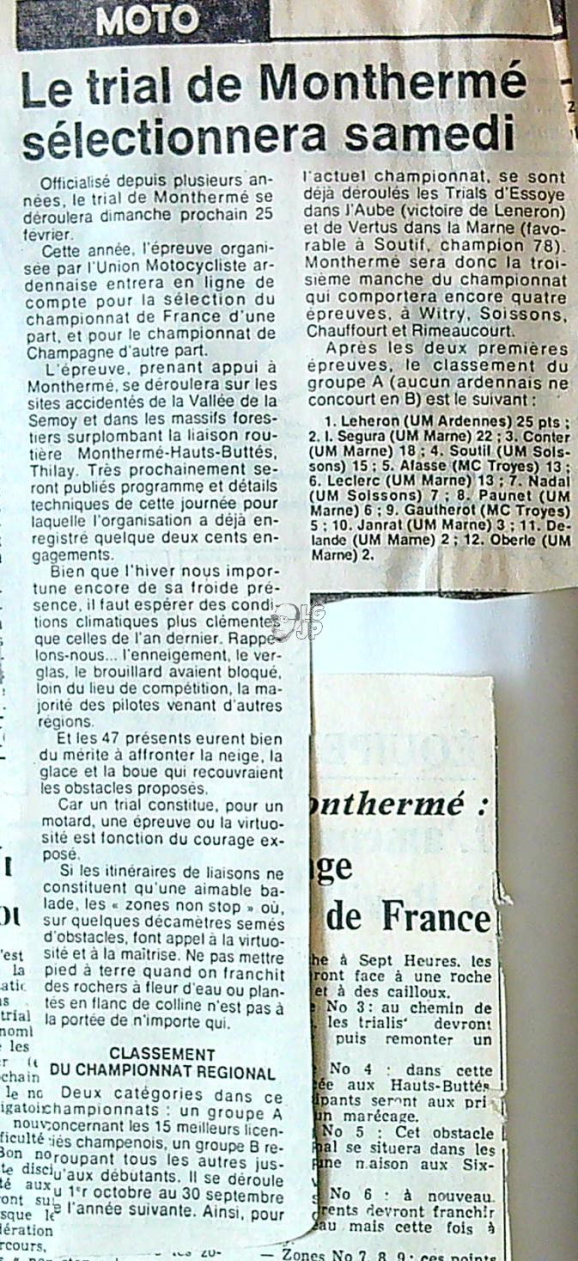 MOTO
Le trial de Monthermé
sélectionnera samedi
Officialisé depuis plusieurs an-
nées, le trial de Monthermé se
déroulera dimanche prochain 25
février.
Cette année, l'épreuve organi-
sée par l'Union Motocycliste ar-
dennaise entrera en ligne de
compte pour la sélection du
championnat de France d'une
part, et pour le championnat de
Champagne d'autre part.
L'épreuve, prenant appui à
Monthermé, se déroulera sur les
sites accidentés de la Vallée de la
Semoy et dans les massifs fores-
tiers surplombant la liaison rou-
tière Monthermé-Hauts-Buttés,
Thilay. Très prochainement se-
ront publiés programme et détails
techniques de cette journée pour
laquelle l'organisation a déjà en-
registré quelque deux cents en-
gagements.
Bien que l'hiver nous impor-
tune encore de sa froide pré-
sence, il faut espérer des condi-
tions climatiques plus clémentes
que celles de l'an dernier. Rappe-
lons-nous... l'enneigement, le ver-
glas, le brouillard avaient bloqué,
loin du lieu de compétition, la ma-
jorité des pilotes venant d'autres
régions.
Et les 47 présents eurent bien
du mérite à affronter la neige, la
glace et la boue qui recouvraient
les obstacles proposés.
Car un trial constitue, pour un
motard, une épreuve ou la virtuo-
sité est fonction du courage ex-
posé.
Si les itinéraires de liaisons ne
constituent qu'une aimable ba-
lade, les « zones non stop » où,
sur quelques décamètres semés
d'obstacles, font appel à la virtuo-
sité et à la maîtrise. Ne pas mettre
pied à terre quand on franchit
des rochers à fleur d'eau ou plan-
tés en flanc de colline n'est pas à
la portée de n'importe qui.
CLASSEMENT
DU CHAMPIONNAT REGIONAL
Deux catégories dans ce
championnats : un groupe A
concernant les 15 meilleurs licen-
ciés champenois, un groupe B re-
roupant tous les autres jus-
u'aux débutants. Il se déroule
u 1er octobre au 30 septembre
e l'année suivante. Ainsi, pour
l'actuel championnat, se sont
déjà déroulés les Trials d'Essoye
dans l'Aube (victoire de Leneron)
et de Vertus dans la Marne (favo-
rable à Soutif, champion 78).
Monthermé sera donc la troi-
sième manche du championnat
qui comportera encore quatre
épreuves, à Witry, Soissons,
Chauffourt et Rimeaucourt.
Après les deux premières
épreuves, le classement du
groupe A (aucun ardennais ne
concourt en B) est le suivant :
1. Leheron (UM Ardennes) 25 pts ;
2. I. Segura (UM Marne) 22 ; 3. Conter
(UM Marne) 18 ; 4. Soutil (UM Sois-
sons) 15 ; 5. Alasse (MC Troyes) 13 ;
6. Leclerc (UM Marne) 13 ; 7. Nadal
(UM Soissons) 7 ; 8. Paunet (UM
Marne) 6 ; 9. Gautherot (MC Troyes)
5 ; 10. Janrat (UM Marne) 3 ; 11. De-
lande (UM Marne) 2 ; 12. Oberle (UM
Marne) 2.
onthermé :
ge
de France
he à Sept Heures, les
ront face à une roche
et à des cailloux.
No 3 : au chemin de
les trialis devront
puis remonter un
No 4 : dans cette
ée aux Hauts-Buttés
ipants seront aux pri
un marécage.
No 5 : Cet obstacle
al se situera dans les
ne maison aux Six-
No 6 : à nouveau
rents devront franchir
au mais cette fois à
— Zones No 7, 8, 9 : ces points